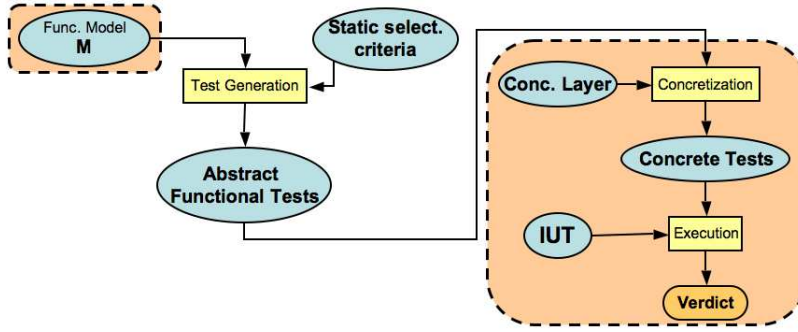 Func. Model
M
Static select.
criteria
Test Generation
Abstract
Functional Tests
Conc. Layer
Concretization
Concrete Tests
IUT
Execution
Verdict